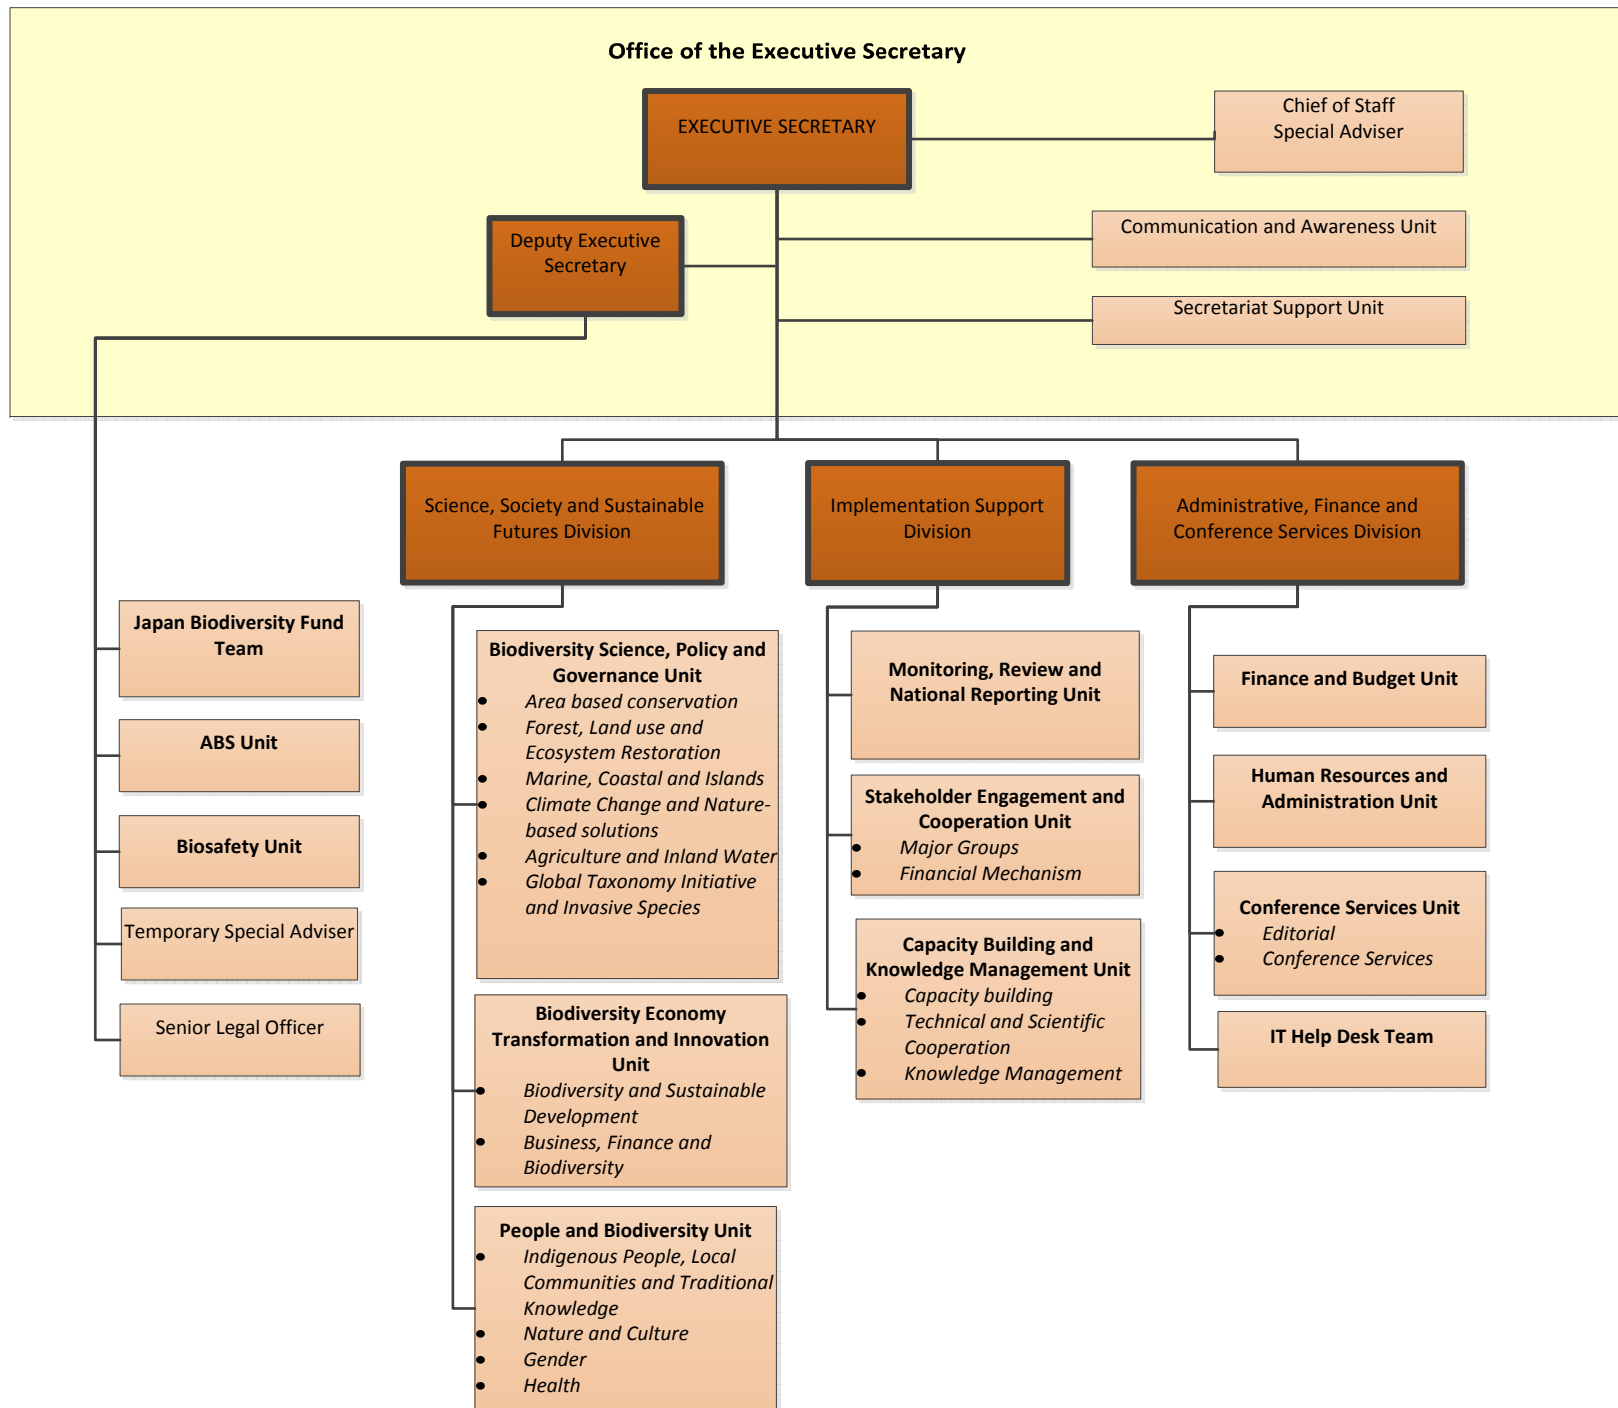 Office of the Executive Secretary
EXECUTIVE SECRETARY
Chief of Staff
Special Adviser
Deputy Executive
Secretary
Communication and Awareness Unit
Secretariat Support Unit
Science, Society and Sustainable
Futures Division
Implementation Support
Division
Administrative, Finance and
Conference Services Division
Japan Biodiversity Fund
Team
ABS Unit
Biosafety Unit
Temporary Special Adviser
Senior Legal Officer
Biodiversity Science, Policy and
Governance Unit
• Area based conservation
• Forest, Land use and
Ecosystem Restoration
• Marine, Coastal and Islands
• Climate Change and Nature-
based solutions
• Agriculture and Inland Water
• Global Taxonomy Initiative
and Invasive Species
Biodiversity Economy
Transformation and Innovation
Unit
• Biodiversity and Sustainable
Development
• Business, Finance and
Biodiversity
People and Biodiversity Unit
• Indigenous People, Local
Communities and Traditional
Knowledge
• Nature and Culture
• Gender
• Health
Monitoring, Review and
National Reporting Unit
Stakeholder Engagement and
Cooperation Unit
• Major Groups
• Financial Mechanism
Capacity Building and
Knowledge Management Unit
• Capacity building
• Technical and Scientific
Cooperation
• Knowledge Management
Finance and Budget Unit
Human Resources and
Administration Unit
Conference Services Unit
• Editorial
• Conference Services
IT Help Desk Team